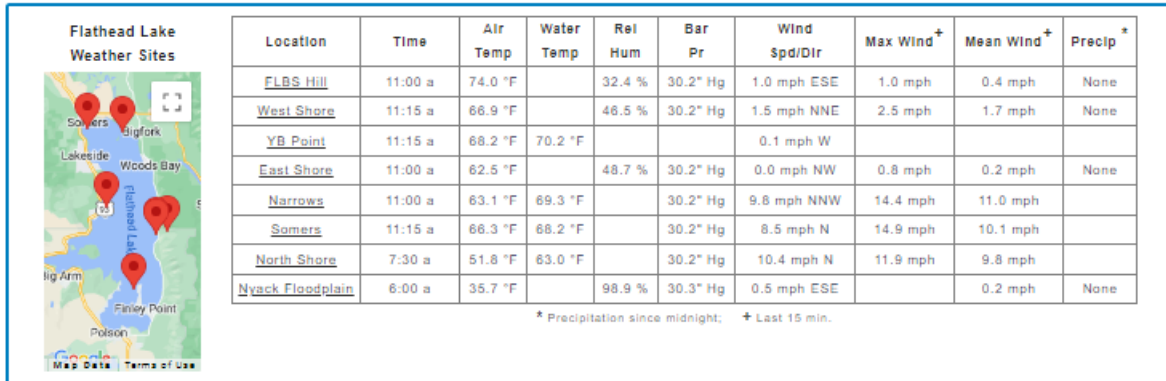 Flathead Lake
Weather Sites
Somers
Bigfork
Lakeside
Woods Bay
93
Flathead Lake
Big Arm
Finley Point
Polson
Google
Map Data Terms of Use
Location Time Air Temp Water Temp Rel Hum Bar Pr Wind Spd/Dir Max Wind+ Mean Wind+ Precip *
FLBS Hill 11:00 a 74.0 °F 32.4 % 30.2" Hg 1.0 mph ESE 1.0 mph 0.4 mph None
West Shore 11:15 a 66.9 °F 46.5 % 30.2" Hg 1.5 mph NNE 2.5 mph 1.7 mph None
YB Point 11:15 a 68.2 °F 70.2 °F 0.1 mph W
East Shore 11:00 a 62.5 °F 48.7 % 30.2" Hg 0.0 mph NW 0.8 mph 0.2 mph None
Narrows 11:00 a 63.1 °F 69.3 °F 30.2" Hg 9.8 mph NNW 14.4 mph 11.0 mph
Somers 11:15 a 66.3 °F 68.2 °F 30.2" Hg 8.5 mph N 14.9 mph 10.1 mph
North Shore 7:30 a 51.8 °F 63.0 °F 30.2" Hg 10.4 mph N 11.9 mph 9.8 mph
Nyack Floodplain 6:00 a 35.7 °F 98.9 % 30.3" Hg 0.5 mph ESE 0.2 mph None
* Precipitation since midnight; + Last 15 min.